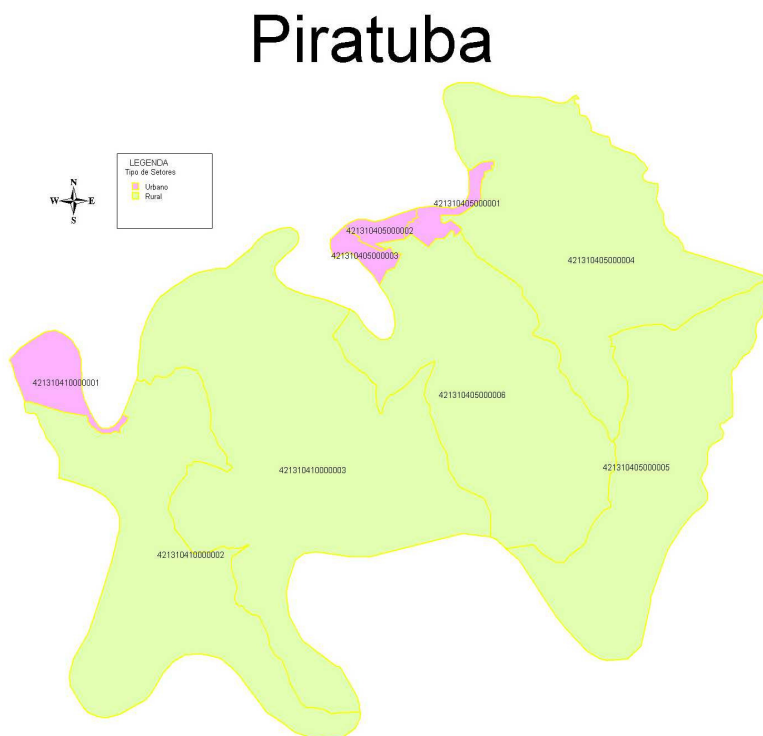 Piratuba
LEGENDA
Tipo de Setores
Urbano
Rural
N
W
E
S
421310405000001
421310405000002
421310405000003
421310405000004
421310410000001
421310405000006
421310410000003
421310405000005
421310410000002